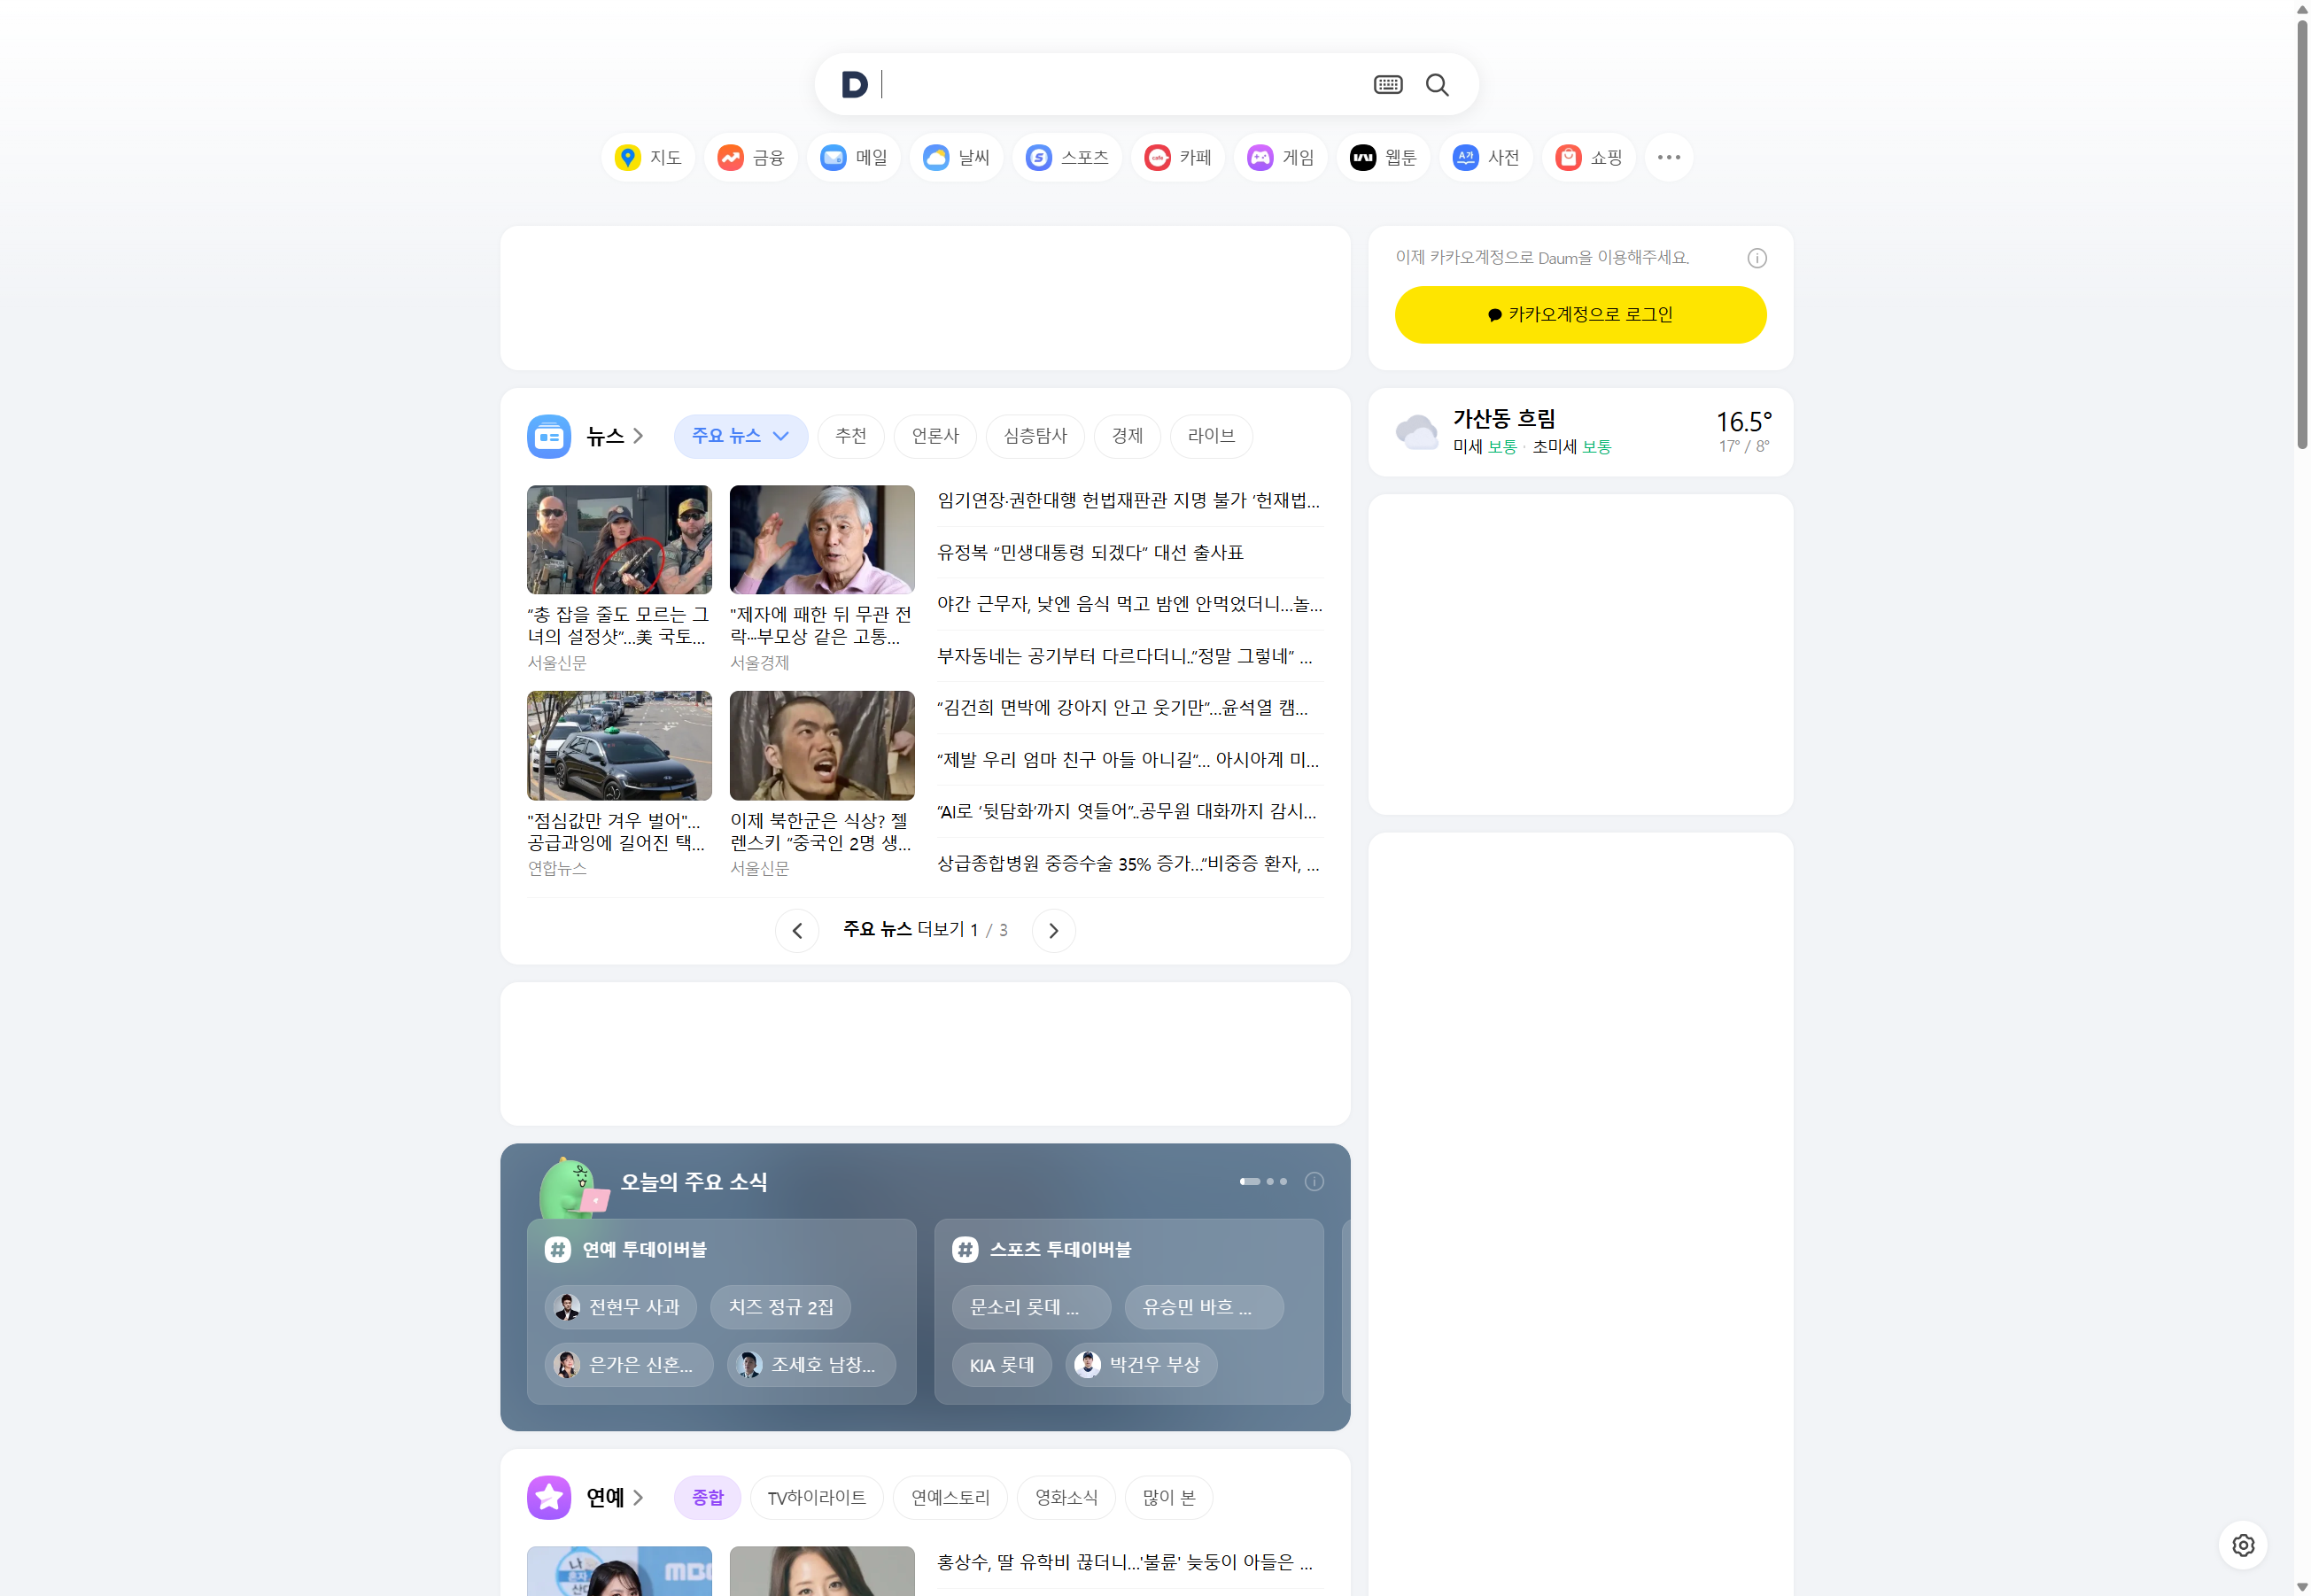 지도
금융
메일
날씨
스포츠
카페
게임
웹툰
사전
쇼핑
이제 카카오계정으로 Daum을 이용해주세요.
카카오계정으로 로그인
뉴스
주요 뉴스
추천
언론사
심층탐사
경제
라이브
가산동 흐림
16.5°
미세 보통 · 초미세 보통
17° / 8°
“총 잡을 줄도 모르는 그
녀의 설정샷”...美 국토...
서울신문
"제자에 패한 뒤 무관 전
락···부모상 같은 고통...
서울경제
"점심값만 겨우 벌어"...
공급과잉에 길어진 택...
연합뉴스
이제 북한군은 식상? 젤
렌스키 “중국인 2명 생...
서울신문
임기연장·권한대행 헌법재판관 지명 불가 ‘헌재법...
유정복 “민생대통령 되겠다” 대선 출사표
야간 근무자, 낮엔 음식 먹고 밤엔 안먹었더니…놀...
부자동네는 공기부터 다르다더니..“정말 그렇네” ...
“김건희 면박에 강아지 안고 웃기만”…윤석열 캠...
“제발 우리 엄마 친구 아들 아니길”… 아시아계 미...
“AI로 ‘뒷담화’까지 엿들어”..공무원 대화까지 감시...
상급종합병원 중증수술 35% 증가…“비중증 환자, ...
주요 뉴스 더보기 1 / 3
오늘의 주요 소식
연예 투데이버블
전현무 사과
치즈 정규 2집
은가은 신혼...
조세호 남창...
스포츠 투데이버블
문소리 롯데 ...
유승민 바흐 ...
KIA 롯데
박건우 부상
연예
종합
TV하이라이트
연예스토리
영화소식
많이 본
홍상수, 딸 유학비 끊더니…'불륜' 늦둥이 아들은 ...